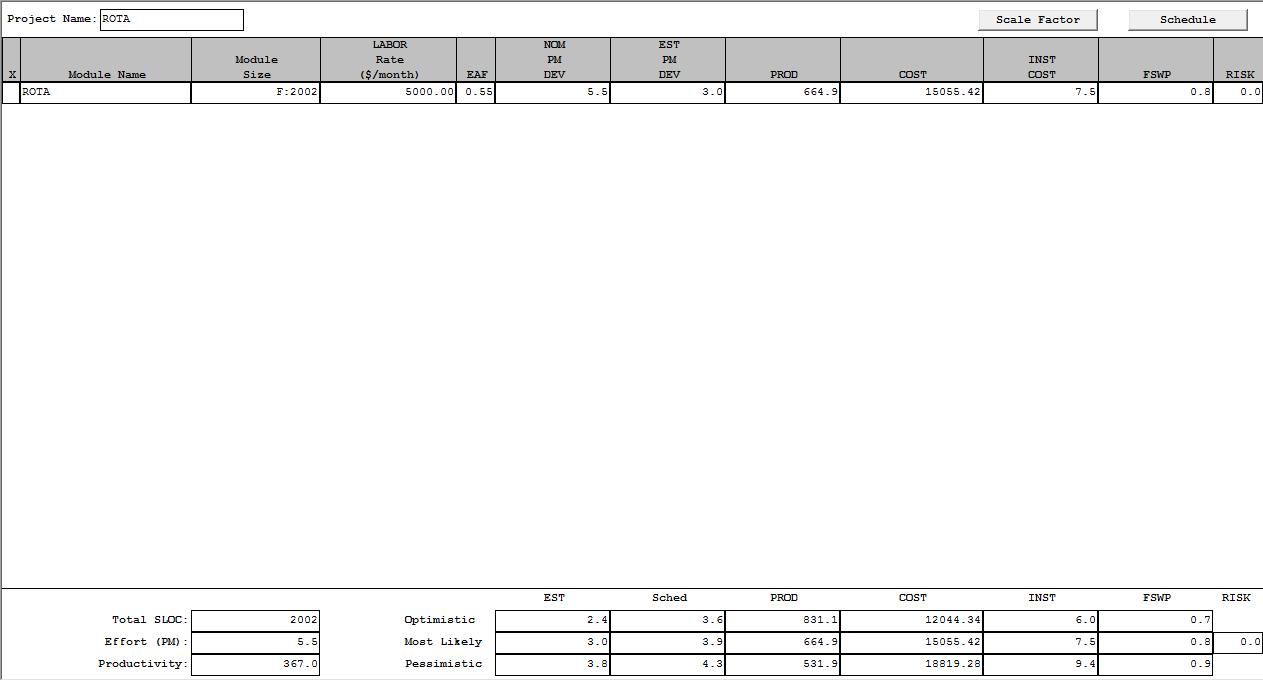 Project Name: ROTA Scale Factor Schedule
LABOR NOM EST
Module Rate PM PM INST
X Module Name Size ($/month) EAF DEV DEV PROD COST COST FSWP RISK
ROTA F:2002 5000.00 0.55 5.5 3.0 664.9 15055.42 7.5 0.8 0.0
EST Sched PROD COST INST FSWP RISK
Total SLOC: 2002 Optimistic 2.4 3.6 831.1 12044.34 6.0 0.7
Effort (PM): 5.5 Most Likely 3.0 3.9 664.9 15055.42 7.5 0.8 0.0
Productivity: 367.0 Pessimistic 3.8 4.3 531.9 18819.28 9.4 0.9